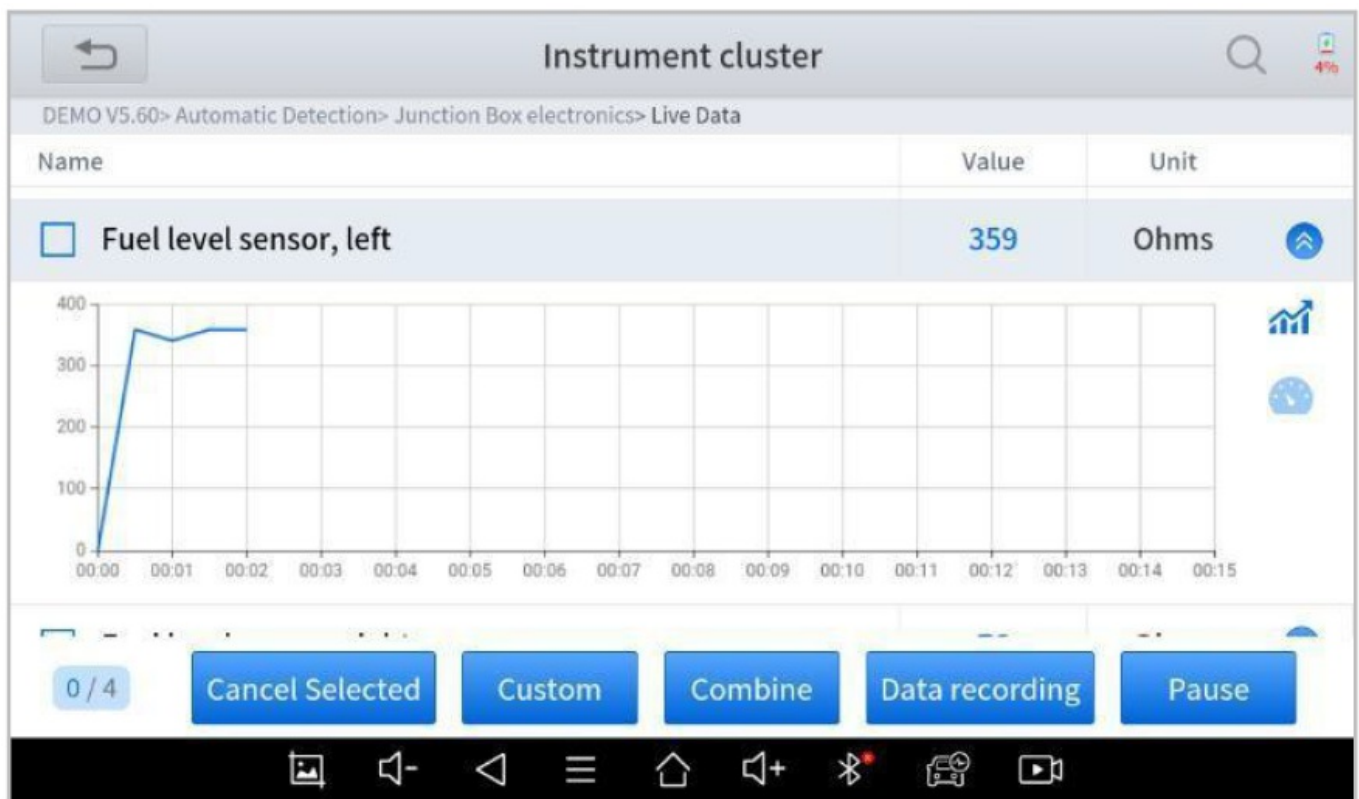 Instrument cluster
4%
DEMO V5.60> Automatic Detection> Junction Box electronics> Live Data
Name Value Unit
Fuel level sensor, left 359 Ohms
400
300
200
100
0
00:00 00:01 00:02 00:03 00:04 00:05 00:06 00:07 00:08 00:09 00:10 00:11 00:12 00:13 00:14 00:15
0 / 4 Cancel Selected Custom Combine Data recording Pause